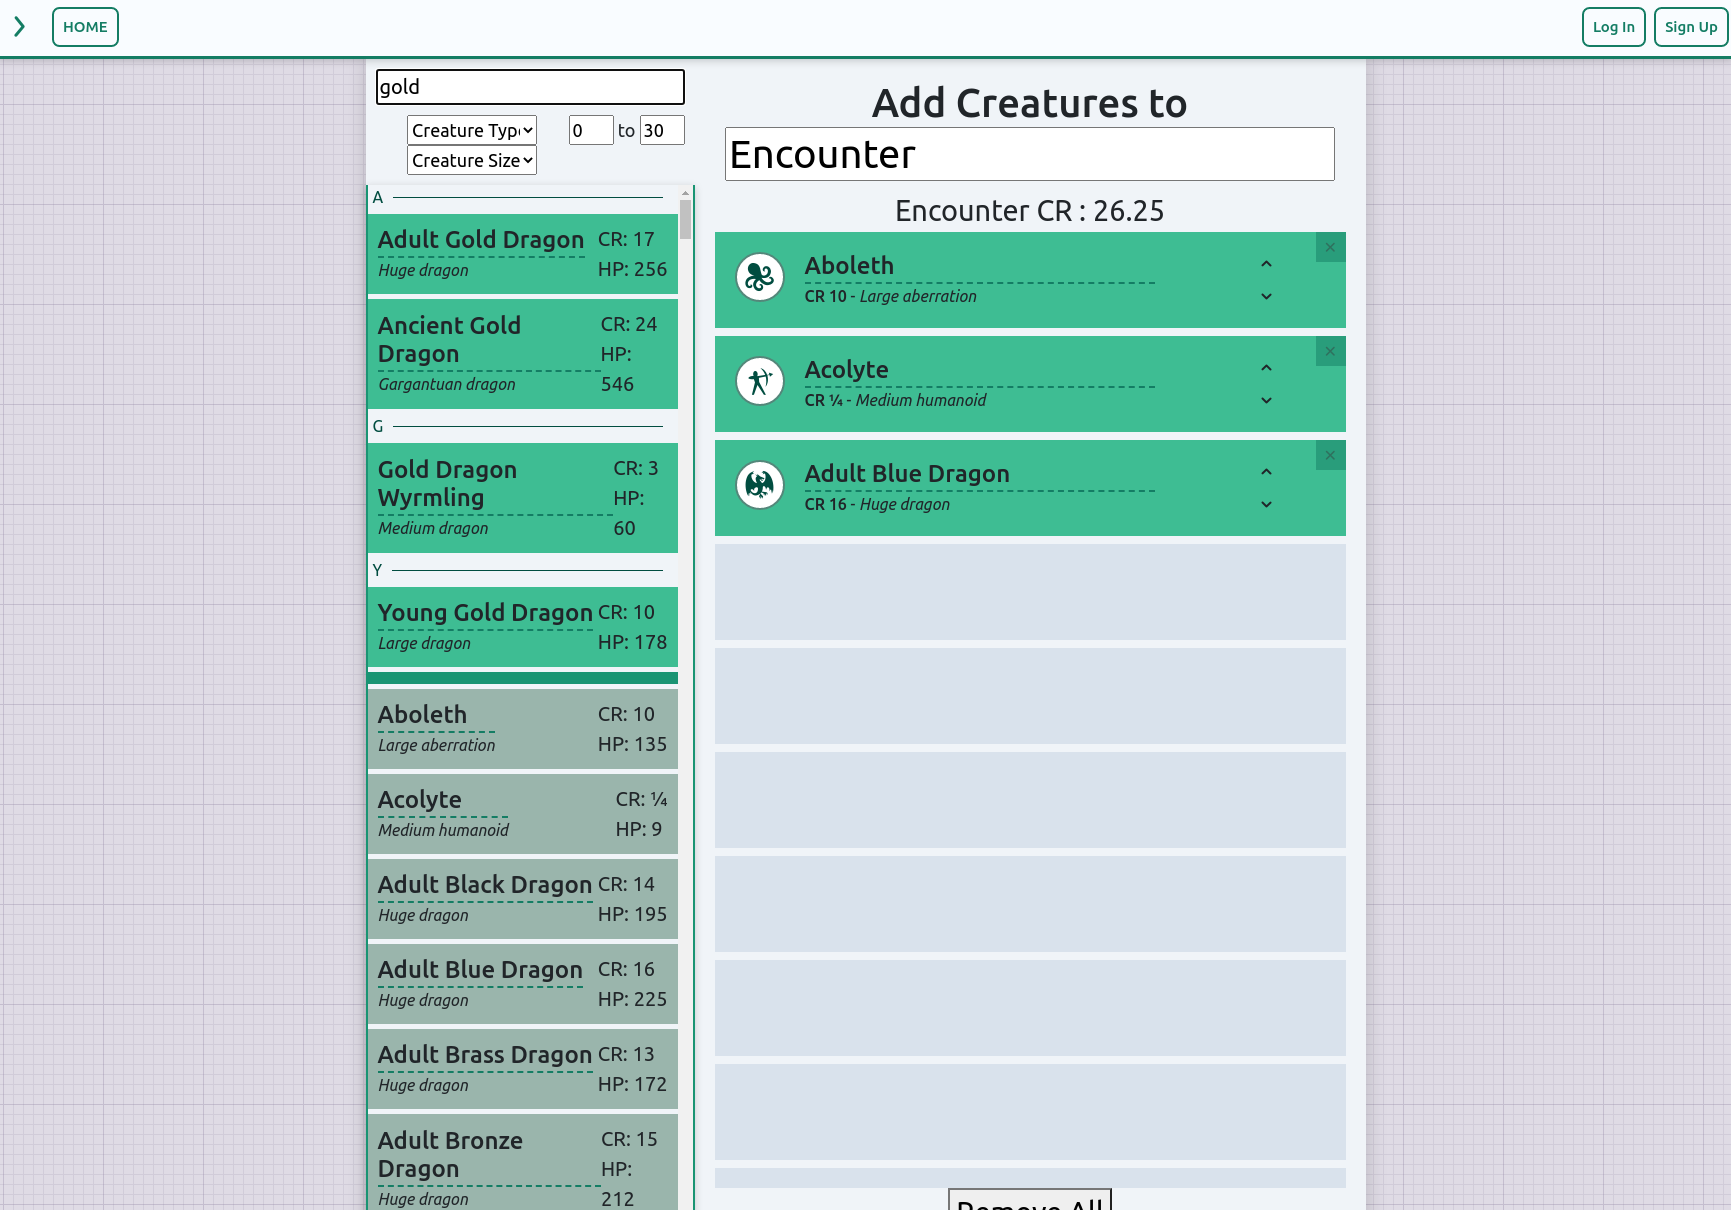 HOME
Log In
Sign Up
gold
Creature Type
0 to 30
Creature Size
A
Adult Gold Dragon
CR: 17
Huge dragon
HP: 256
Ancient Gold
Dragon
CR: 24
HP:
546
Gargantuan dragon
G
Gold Dragon
Wyrmling
CR: 3
HP:
60
Medium dragon
Y
Young Gold Dragon
CR: 10
Large dragon
HP: 178
Aboleth
CR: 10
Large aberration
HP: 135
Acolyte
CR: ¼
Medium humanoid
HP: 9
Adult Black Dragon
CR: 14
Huge dragon
HP: 195
Adult Blue Dragon
CR: 16
Huge dragon
HP: 225
Adult Brass Dragon
CR: 13
Huge dragon
HP: 172
Adult Bronze
Dragon
CR: 15
HP:
212
Huge dragon
Add Creatures to
Encounter
Encounter CR : 26.25
Aboleth
CR 10 - Large aberration
×
Acolyte
CR ¼ - Medium humanoid
×
Adult Blue Dragon
CR 16 - Huge dragon
×
Remove All